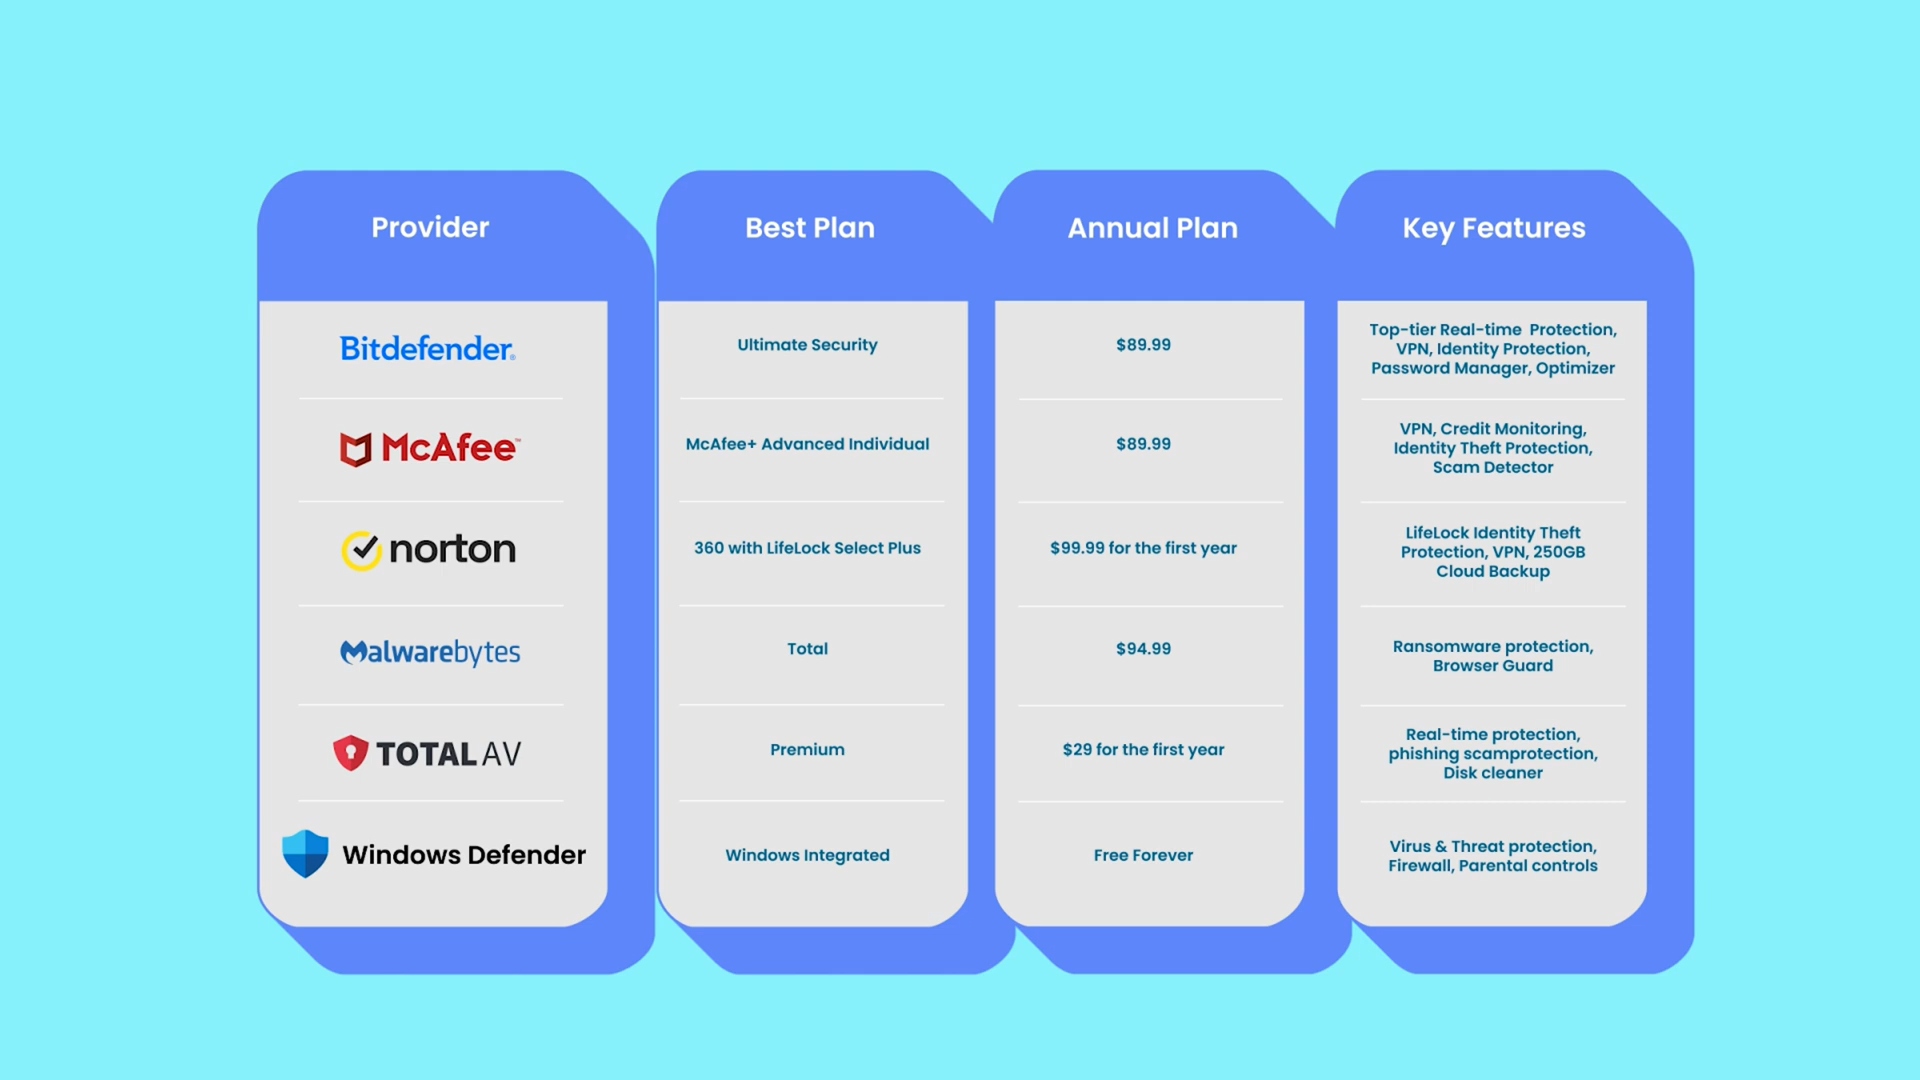 Provider
Best Plan
Annual Plan
Key Features
Bitdefender®
Ultimate Security
$89.99
Top-tier Real-time  Protection,
VPN, Identity Protection,
Password Manager, Optimizer
McAfee™
McAfee+ Advanced Individual
$89.99
VPN, Credit Monitoring,
Identity Theft Protection,
Scam Detector
norton
360 with LifeLock Select Plus
$99.99 for the first year
LifeLock Identity Theft
Protection, VPN, 250GB
Cloud Backup
Malwarebytes
Total
$94.99
Ransomware protection,
Browser Guard
TOTAL AV
Premium
$29 for the first year
Real-time protection,
phishing scamprotection,
Disk cleaner
Windows Defender
Windows Integrated
Free Forever
Virus & Threat protection,
Firewall, Parental controls